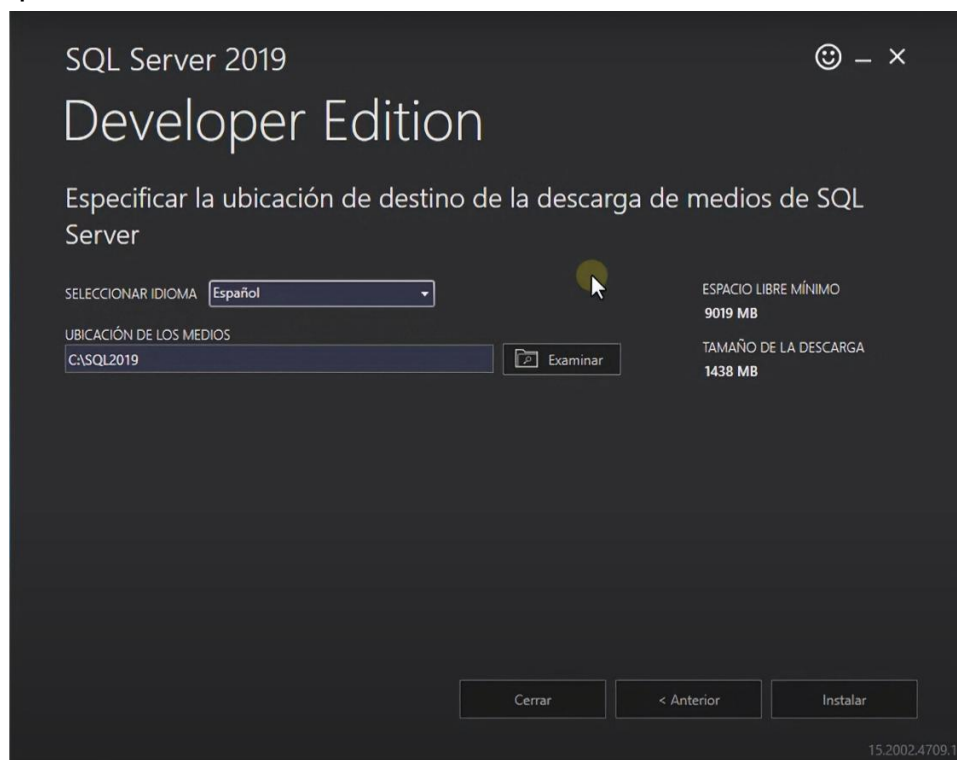 SQL Server 2019
Developer Edition
Especificar la ubicación de destino de la descarga de medios de SQL
Server
SELECCIONAR IDIOMA Español
UBICACIÓN DE LOS MEDIOS
C:\SQL2019
Examinar
ESPACIO LIBRE MÍNIMO
9019 MB
TAMAÑO DE LA DESCARGA
1438 MB
Cerrar
< Anterior
Instalar
15.2002.4709.1